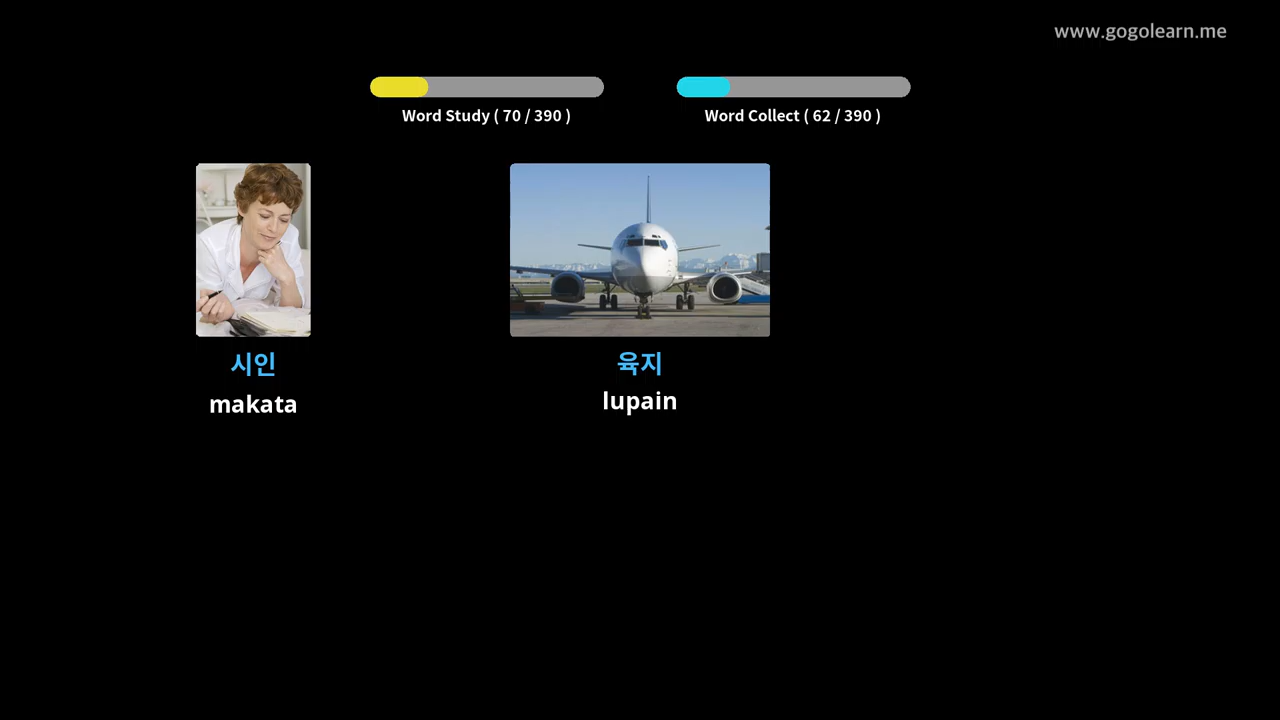 www.gogolearn.me
Word Study ( 70 / 390 )
Word Collect ( 62 / 390 )
시인
makata
육지
lupain